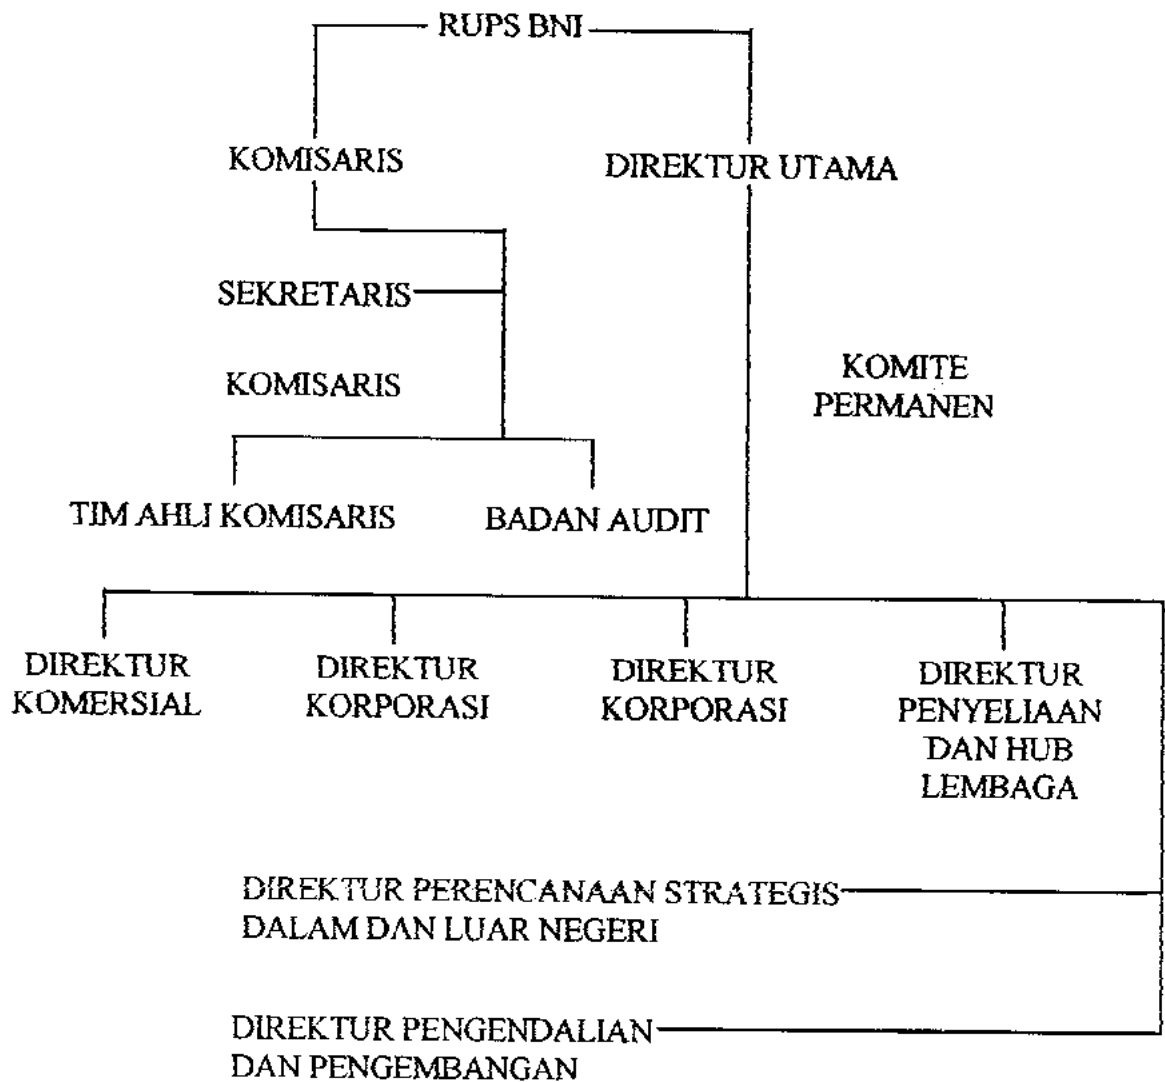 RUPS BNI
KOMISARIS
DIREKTUR UTAMA
SEKRETARIS
KOMISARIS
KOMITE
PERMANEN
TIM AHLI KOMISARIS
BADAN AUDIT
DIREKTUR
KOMERSIAL
DIREKTUR
KORPORASI
DIREKTUR
KORPORASI
DIREKTUR
PENYELIAAN
DAN HUB
LEMBAGA
DIREKTUR PERENCANAAN STRATEGIS
DALAM DAN LUAR NEGERI
DIREKTUR PENGENDALIAN
DAN PENGEMBANGAN